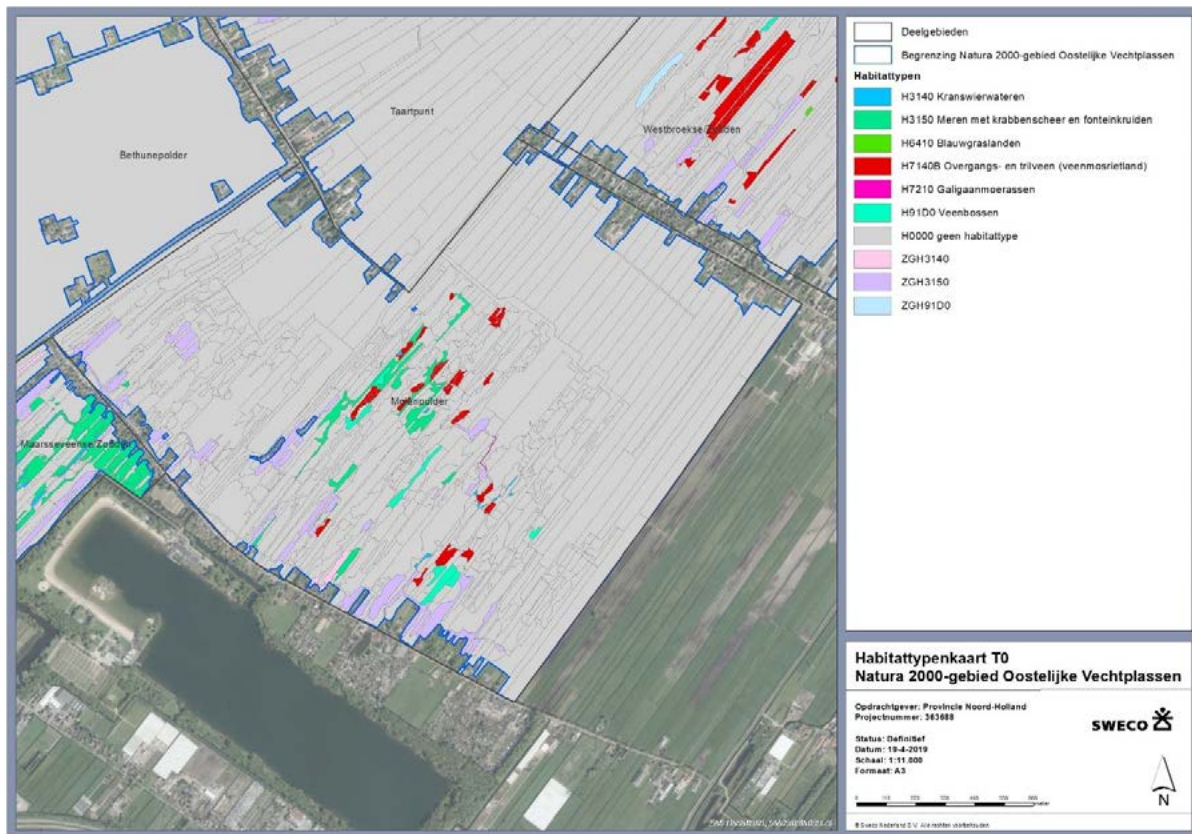 Taartpunt
Bethunepolder
Westbroekse/Zodden
Molenpolder
Maarsseveense/Zodden
Deelgebieden
Begrenzing Natura 2000-gebied Oostelijke Vechtplassen
Habitattypen
H3140 Kranswierwateren
H3150 Meren met krabbenscheer en fonteinkruiden
H6410 Blauwgraslanden
H7140B Overgangs- en trilveen (veenmosrietland)
H7210 Galigaanmoerassen
H91D0 Veenbossen
H0000 geen habitattype
ZGH3140
ZGH3150
ZGH91D0
Habitattypenkaart T0
Natura 2000-gebied Oostelijke Vechtplassen
Opdrachtgever: Provincie Noord-Holland
Projectnummer: 363688
SWECO
Status: Definitief
Datum: 19-4-2019
Schaal: 1:11.000
Formaat: A3
N
© Sweco Nederland B.V. Alle rechten voorbehouden